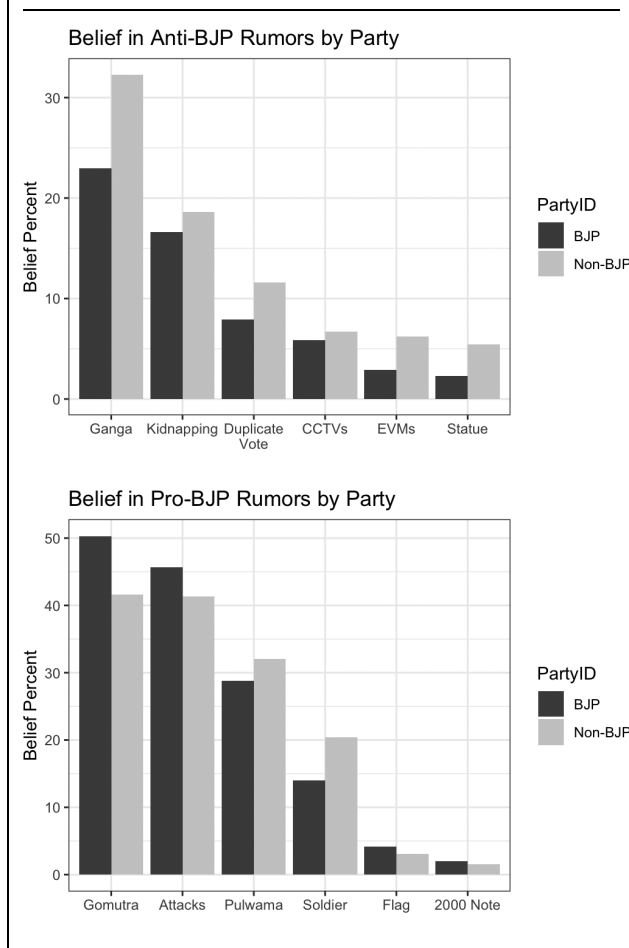 Belief in Anti-BJP Rumors by Party
30
20
10
0
Belief Percent
Ganga Kidnapping Duplicate Vote CCTVs EVMs Statue
PartyID
BJP
Non-BJP
Belief in Pro-BJP Rumors by Party
50
40
30
20
10
0
Belief Percent
Gomutra Attacks Pulwama Soldier Flag 2000 Note
PartyID
BJP
Non-BJP